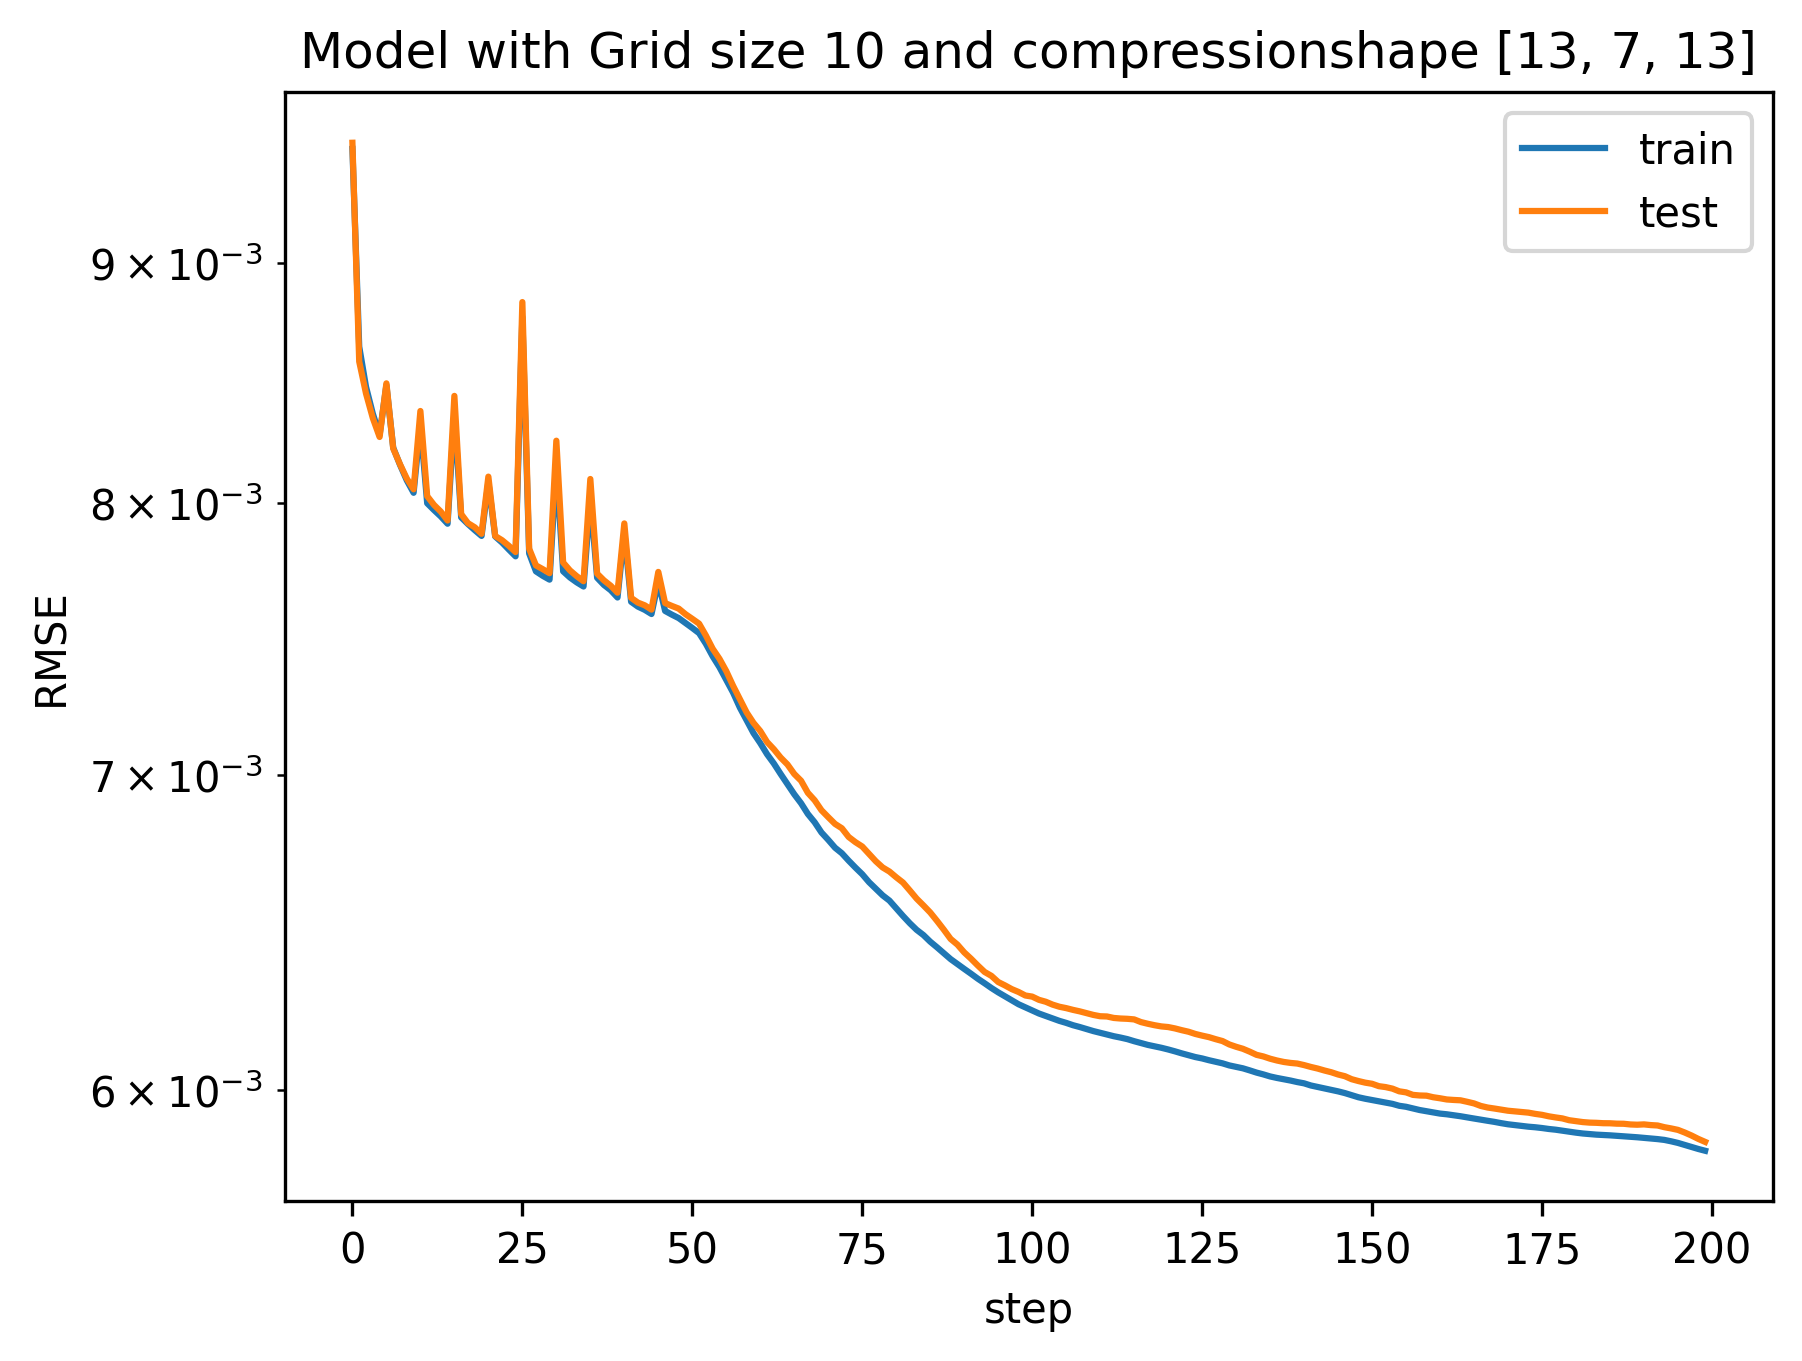 Model with Grid size 10 and compressionshape [13, 7, 13]
train
test
9 × 10⁻³
8 × 10⁻³
7 × 10⁻³
6 × 10⁻³
RMSE
0 25 50 75 100 125 150 175 200
step